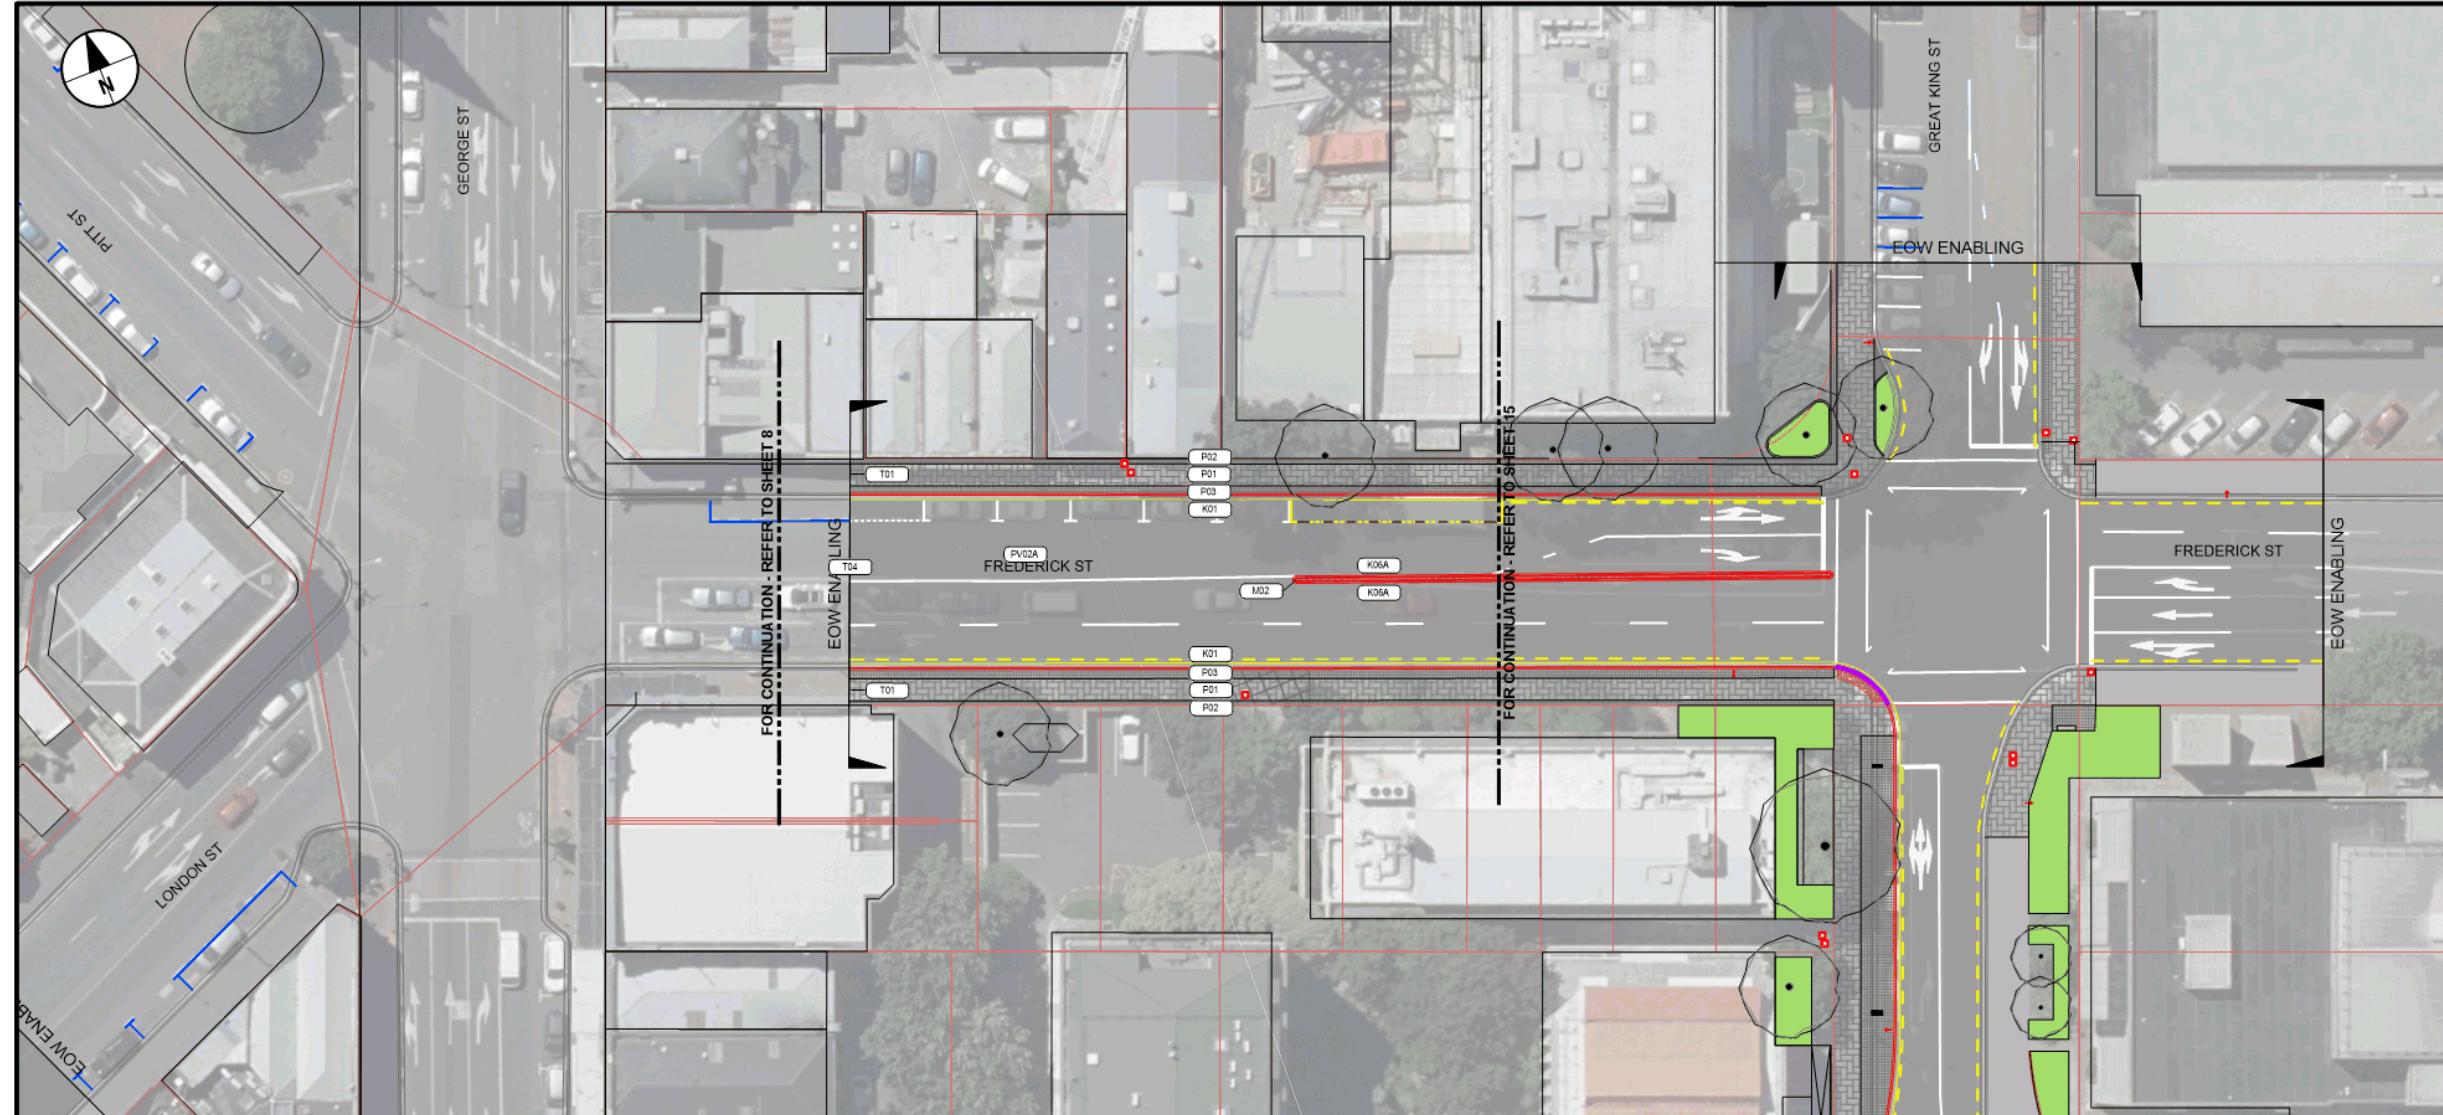 N
GEORGE ST
GREAT KING ST
PITT ST
EOW ENABLING
FOR CONTINUATION - REFER TO SHEET 8
FOR CONTINUATION - REFER TO SHEET 15
P02
T01
P01
P03
K01
EOW ENABLING
PV02A
T04
FREDERICK ST
K06A
M02
K06A
FREDERICK ST
EOW ENABLING
K01
P03
T01
P01
P02
LONDON ST
EOW ENAB